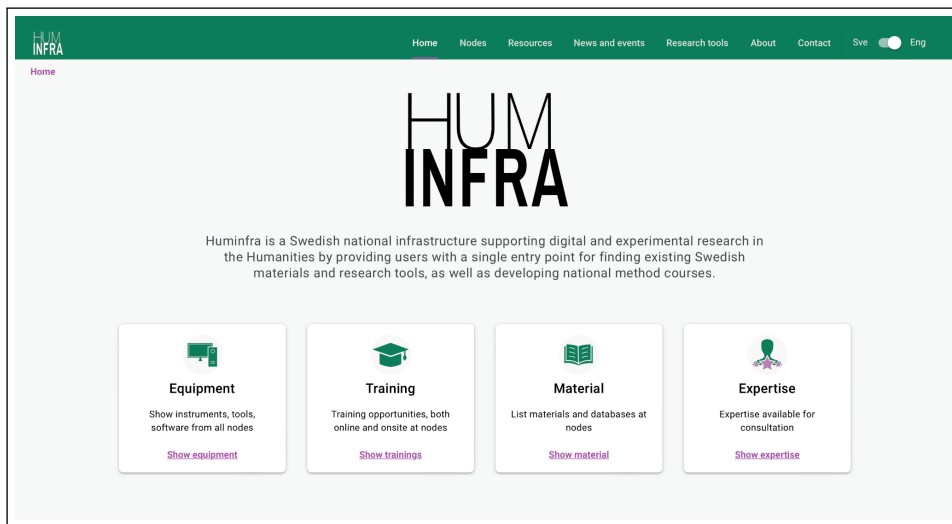 HUM
INFRA
Home Nodes Resources News and events Research tools About Contact Sve Eng
Home
HUM
INFRA
Huminfra is a Swedish national infrastructure supporting digital and experimental research in
the Humanities by providing users with a single entry point for finding existing Swedish
materials and research tools, as well as developing national method courses.
Equipment
Show instruments, tools,
software from all nodes
Show equipment
Training
Training opportunities, both
online and onsite at nodes
Show trainings
Material
List materials and databases at
nodes
Show material
Expertise
Expertise available for
consultation
Show expertise